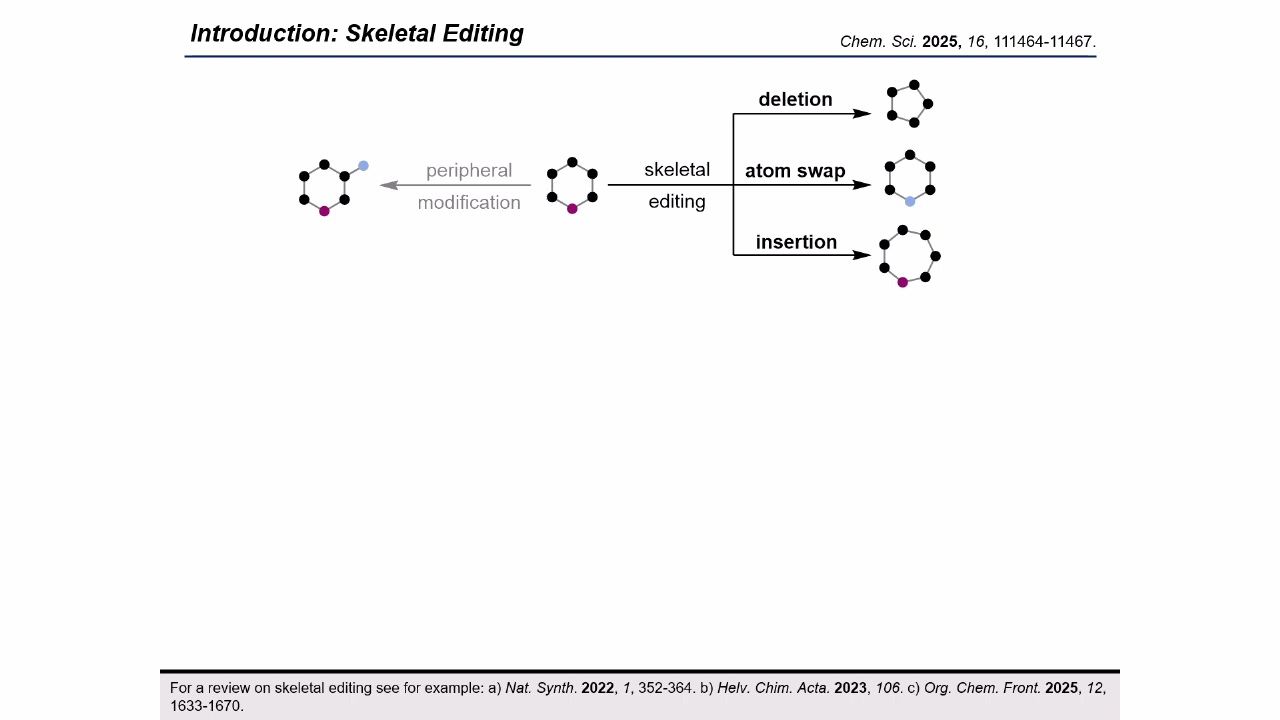 Introduction: Skeletal Editing
Chem. Sci. 2025, 16, 111464-11467.
deletion
peripheral
modification
skeletal
editing
atom swap
insertion
For a review on skeletal editing see for example: a) Nat. Synth. 2022, 1, 352-364. b) Helv. Chim. Acta. 2023, 106. c) Org. Chem. Front. 2025, 12,
1633-1670.